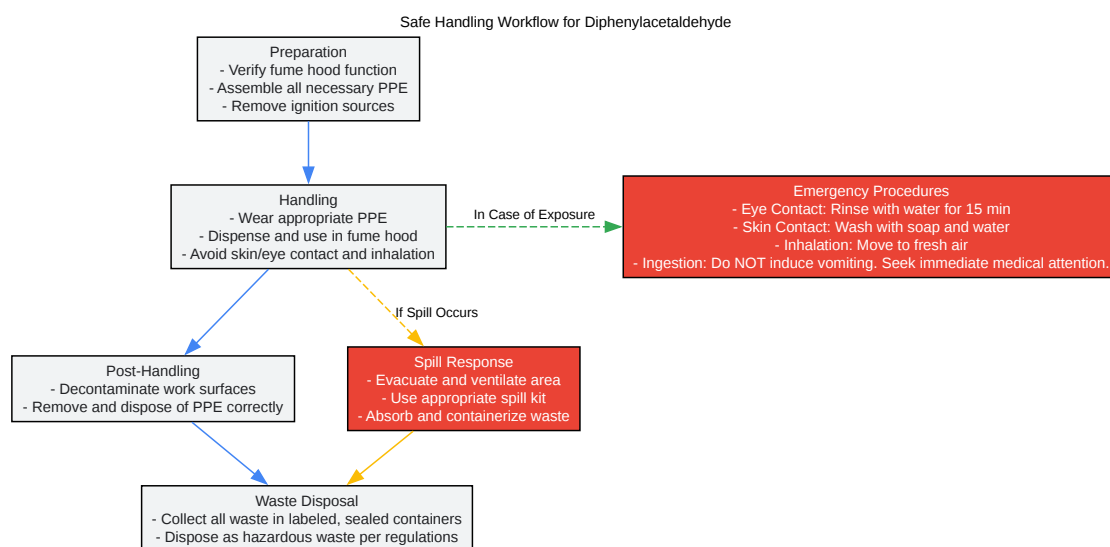 Safe Handling Workflow for Diphenylacetaldehyde
Preparation
- Verify fume hood function
- Assemble all necessary PPE
- Remove ignition sources
Handling
- Wear appropriate PPE
- Dispense and use in fume hood
- Avoid skin/eye contact and inhalation
In Case of Exposure
Emergency Procedures
- Eye Contact: Rinse with water for 15 min
- Skin Contact: Wash with soap and water
- Inhalation: Move to fresh air
- Ingestion: Do NOT induce vomiting. Seek immediate medical attention.
If Spill Occurs
Post-Handling
- Decontaminate work surfaces
- Remove and dispose of PPE correctly
Spill Response
- Evacuate and ventilate area
- Use appropriate spill kit
- Absorb and containerize waste
Waste Disposal
- Collect all waste in labeled, sealed containers
- Dispose as hazardous waste per regulations